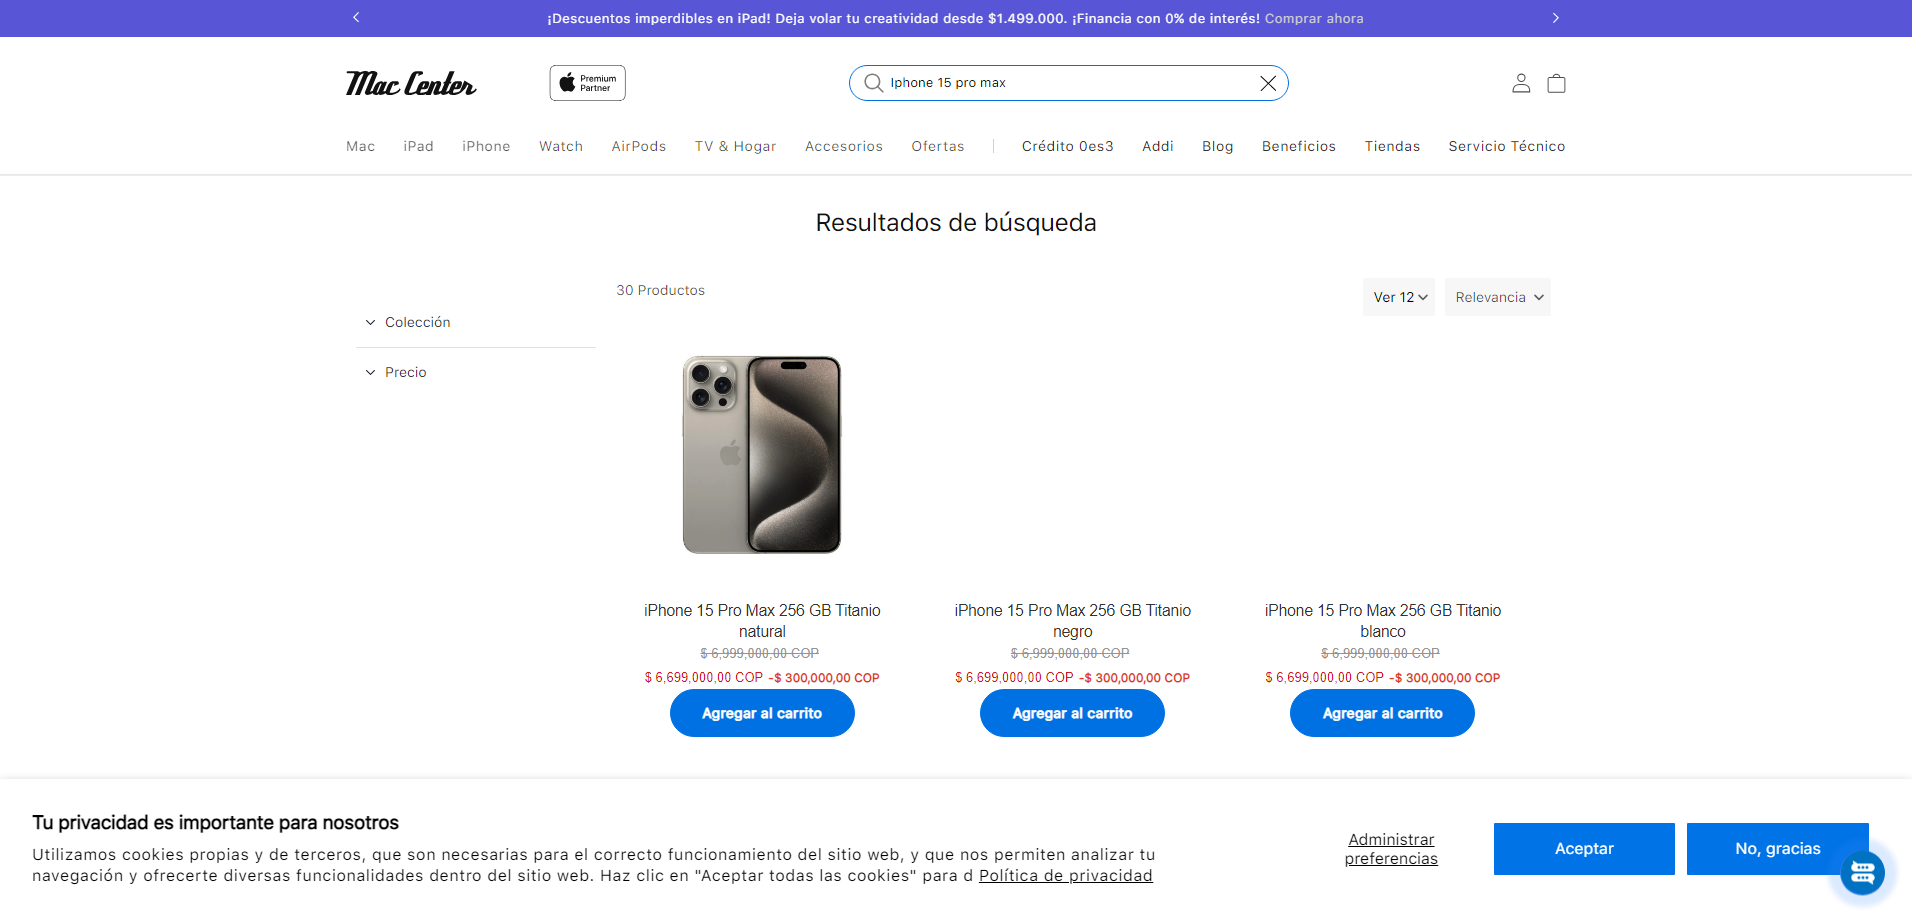 ¡Descuentos imperdibles en iPad! Deja volar tu creatividad desde $1.499.000. ¡Financia con 0% de interés! Comprar ahora
Mac Center
Premium
Partner
Iphone 15 pro max
Mac iPad iPhone Watch AirPods TV & Hogar Accesorios Ofertas Crédito 0es3 Addi Blog Beneficios Tiendas Servicio Técnico
Resultados de búsqueda
30 Productos
Ver 12 Relevancia
Colección
Precio
iPhone 15 Pro Max 256 GB Titanio
natural
$ 6,999,000,00 COP
$ 6,699,000,00 COP -$ 300,000,00 COP
Agregar al carrito
iPhone 15 Pro Max 256 GB Titanio
negro
$ 6,999,000,00 COP
$ 6,699,000,00 COP -$ 300,000,00 COP
Agregar al carrito
iPhone 15 Pro Max 256 GB Titanio
blanco
$ 6,999,000,00 COP
$ 6,699,000,00 COP -$ 300,000,00 COP
Agregar al carrito
Tu privacidad es importante para nosotros
Utilizamos cookies propias y de terceros, que son necesarias para el correcto funcionamiento del sitio web, y que nos permiten analizar tu
navegación y ofrecerte diversas funcionalidades dentro del sitio web. Haz clic en "Aceptar todas las cookies" para d Política de privacidad
Administrar
preferencias
Aceptar
No, gracias